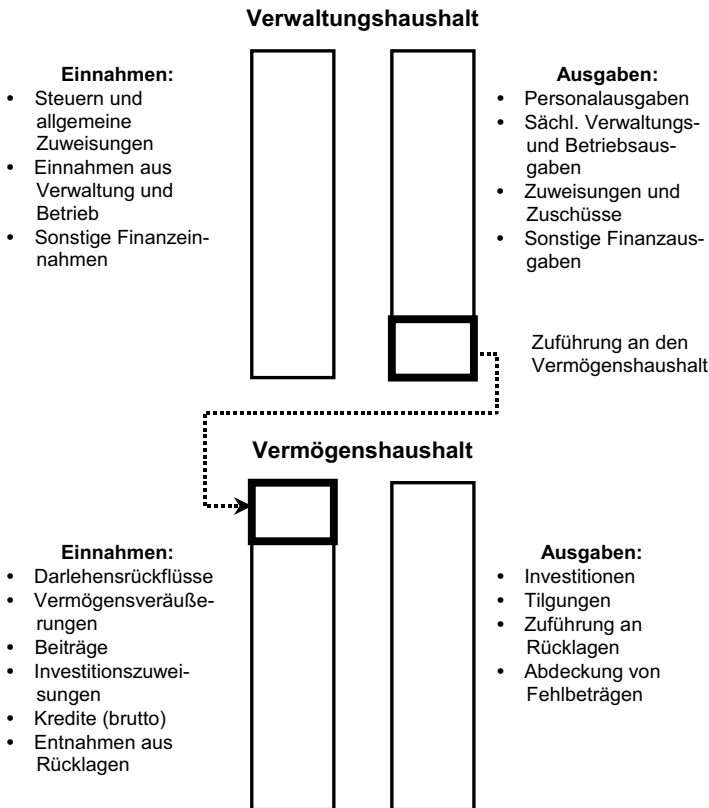 Verwaltungshaushalt
Einnahmen:
• Steuern und
allgemeine
Zuweisungen
• Einnahmen aus
Verwaltung und
Betrieb
• Sonstige Finanzein-
nahmen
Ausgaben:
• Personalausgaben
• Sächl. Verwaltungs-
und Betriebsaus-
gaben
• Zuweisungen und
Zuschüsse
• Sonstige Finanzaus-
gaben
Zuführung an den
Vermögenshaushalt
Vermögenshaushalt
Einnahmen:
• Darlehensrückflüsse
• Vermögensveräuße-
rungen
• Beiträge
• Investitionszuwei-
sungen
• Kredite (brutto)
• Entnahmen aus
Rücklagen
Ausgaben:
• Investitionen
• Tilgungen
• Zuführung an
Rücklagen
• Abdeckung von
Fehlbeträgen